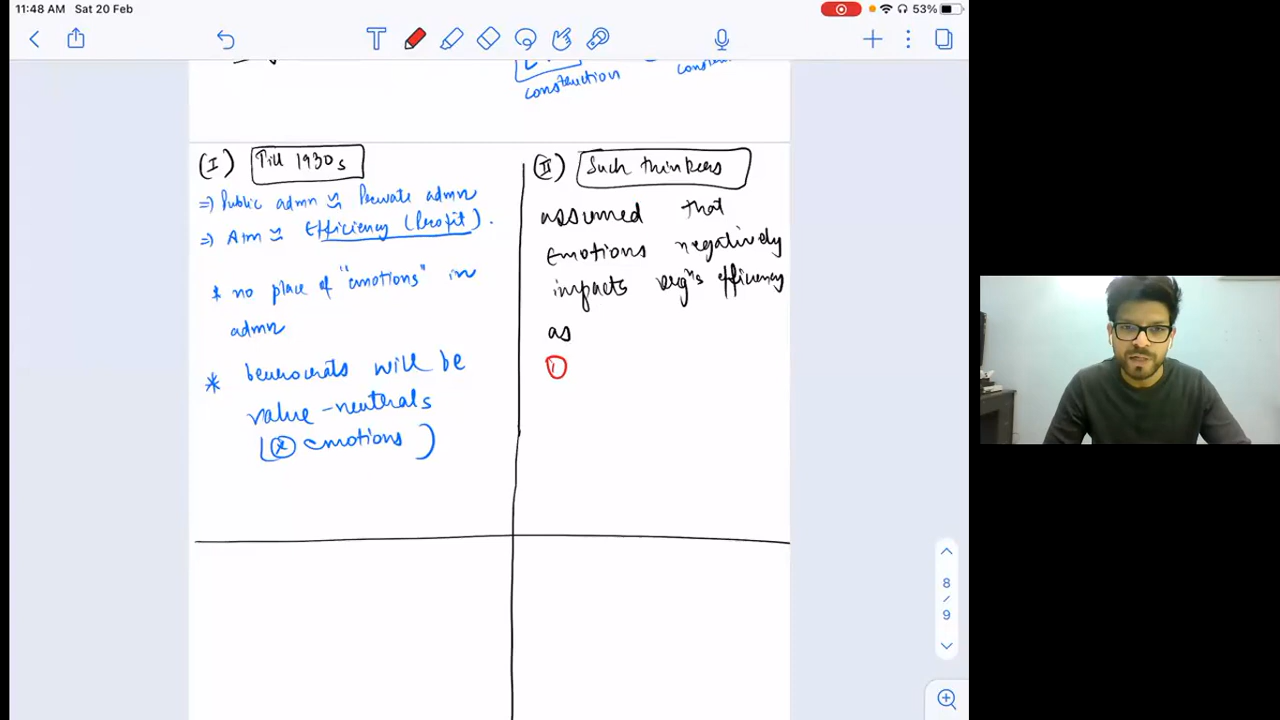 11:48 AM Sat 20 Feb
53%
construction
(I) Till 1930s
⇒ Public admn ≈ Private admn
⇒ Aim ≈ Efficiency (Profit).
* no place of "emotions" in
admn
* beurocrats will be
value-neutrals
(ⓧ emotions)
(II) Such thinkers
assumed that
Emotions negatively
impacts orgn's efficiency
as
①
8
/
9